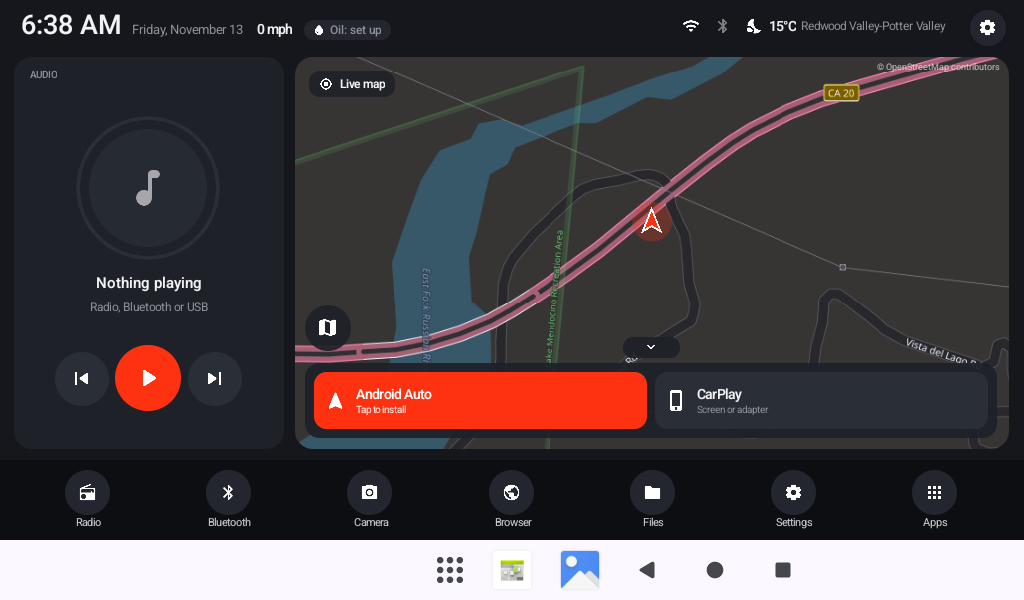 6:38 AM Friday, November 13 0 mph Oil: set up
15°C Redwood Valley-Potter Valley
AUDIO
Nothing playing
Radio, Bluetooth or USB
Live map
© OpenStreetMap contributors
CA 20
East Fork Russian Ri
ake Mendocino Recreation Area
Vista del Lago R
Android Auto
Tap to install
CarPlay
Screen or adapter
Radio
Bluetooth
Camera
Browser
Files
Settings
Apps